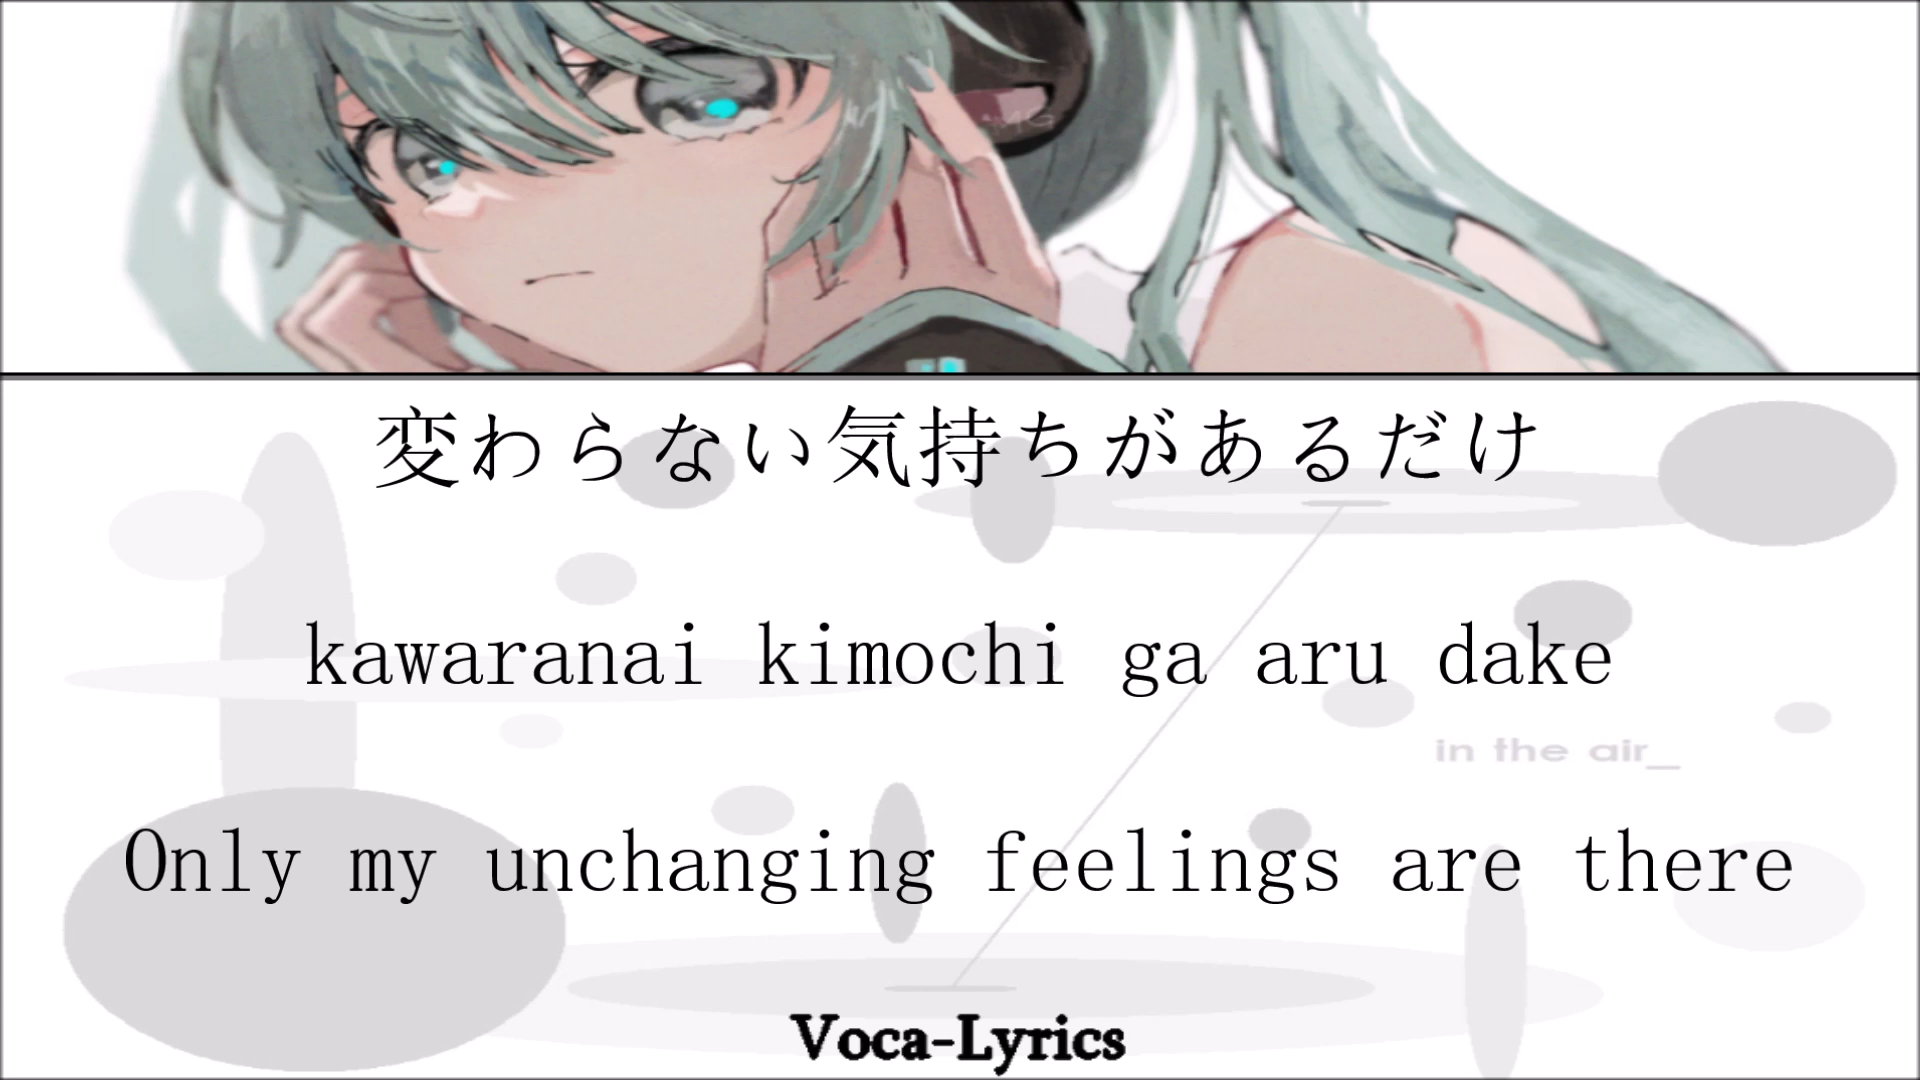 変わらない気持ちがあるだけ
kawaranai kimochi ga aru dake
in the air_
Only my unchanging feelings are there
Voca-Lyrics